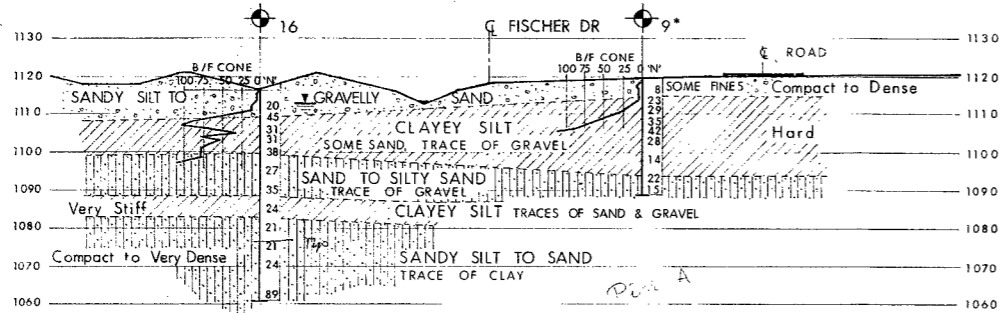 16
℄ FISCHER DR
9*
1130
1130
B/F CONE
100 75 50 25 0 'N'
B/F CONE
100 75 50 25 0 'N'
℄ ROAD
1120
1120
SANDY SILT TO GRAVELLY SAND
SOME FINES
Compact to Dense
1110
1110
20
45
31
31
38
27
35
24
21
21
24
89
8
23
29
35
42
28
14
22
15
CLAYEY SILT
SOME SAND, TRACE OF GRAVEL
Hard
1100
1100
SAND TO SILTY SAND
TRACE OF GRAVEL
1090
1090
Very Stiff
CLAYEY SILT TRACES OF SAND & GRAVEL
1080
1080
Compact to Very Dense
SANDY SILT TO SAND
TRACE OF CLAY
1070
1070
A
1060
1060